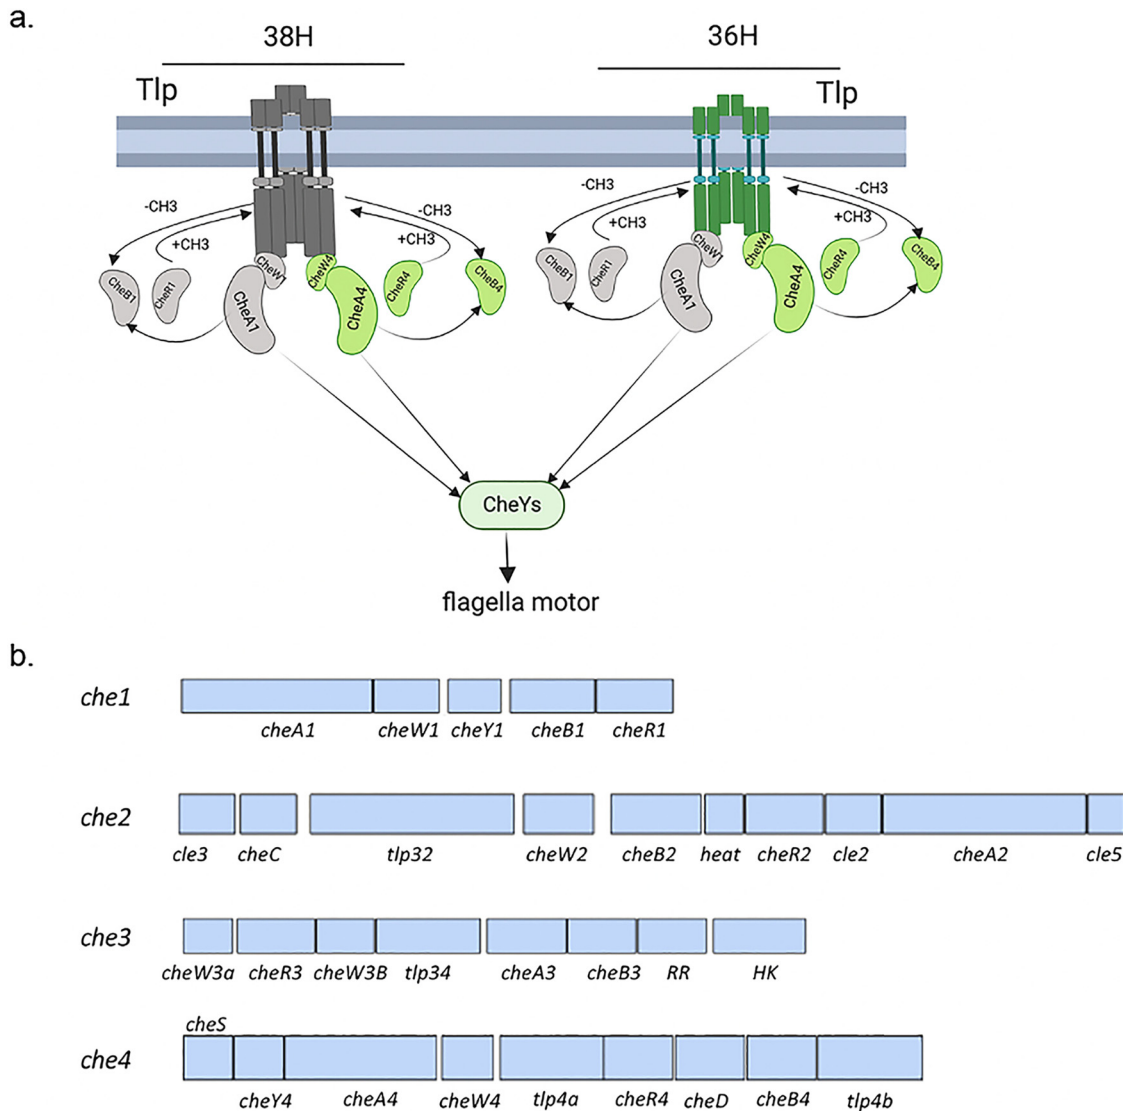 a.
38H 36H
Tlp Tlp
-CH3 -CH3 -CH3 -CH3
+CH3 +CH3 +CH3 +CH3
CheB1 CheR1 CheW1 CheW4 CheR4 CheB4 CheB1 CheR1 CheW1 CheW4 CheR4 CheB4
CheA1 CheA4 CheA1 CheA4
CheYs
flagella motor
b.
che1
cheA1 cheW1 cheY1 cheB1 cheR1
che2
cle3 cheC tlp32 cheW2 cheB2 heat cheR2 cle2 cheA2 cle5
che3
cheW3a cheR3 cheW3B tlp34 cheA3 cheB3 RR HK
cheS
che4
cheY4 cheA4 cheW4 tlp4a cheR4 cheD cheB4 tlp4b